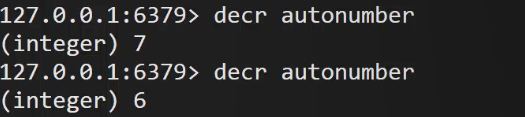 127.0.0.1:6379> decr autonumber
(integer) 7
127.0.0.1:6379> decr autonumber
(integer) 6